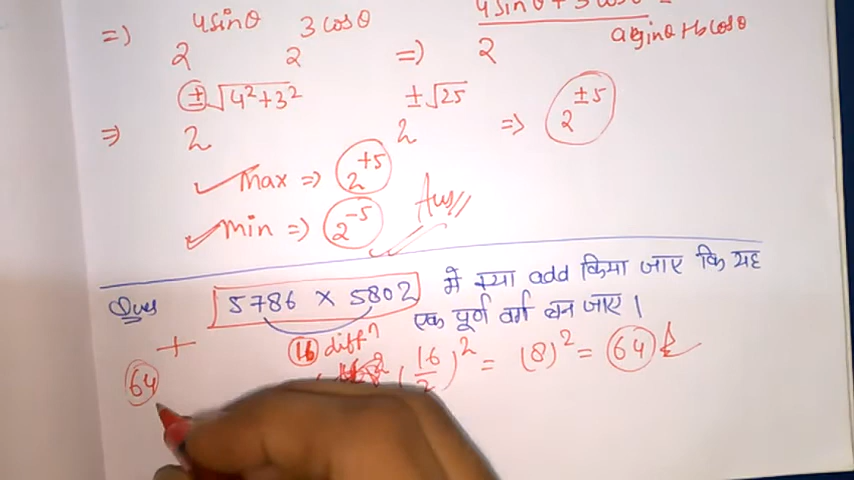 => 2^4sinθ 2^3cosθ => 2^4sinθ+3cosθ
asinθ+bcosθ
=> 2^±√4²+3² 2^±√25 => 2^±5
✓ Max => 2^+5
✓ min => 2^-5 Ans//
Ques 5786 × 5802 मे क्या add किया जाए कि यह
एक पूर्ण वर्ग बन जाए ।
+ 16 diff?
64 (16/2)² = (8)² = 64